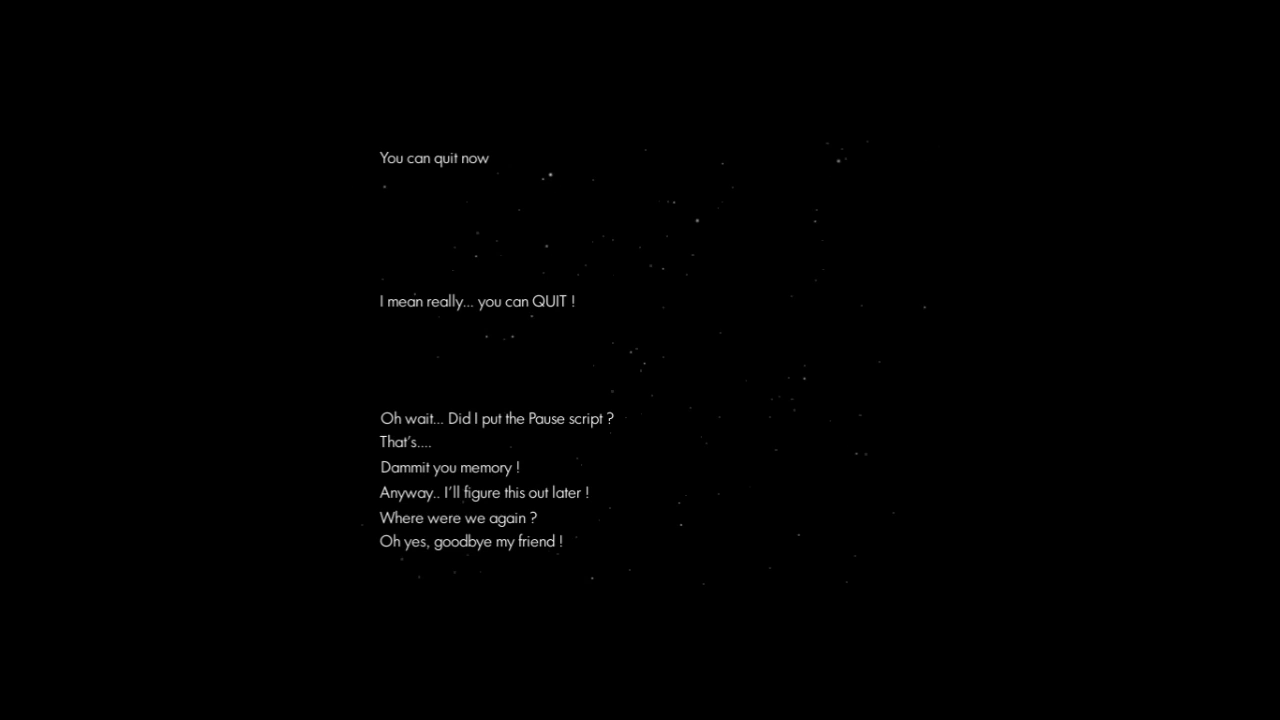 You can quit now
I mean really... you can QUIT !
Oh wait... Did I put the Pause script ?
That's....
Dammit you memory !
Anyway.. I'll figure this out later !
Where were we again ?
Oh yes, goodbye my friend !